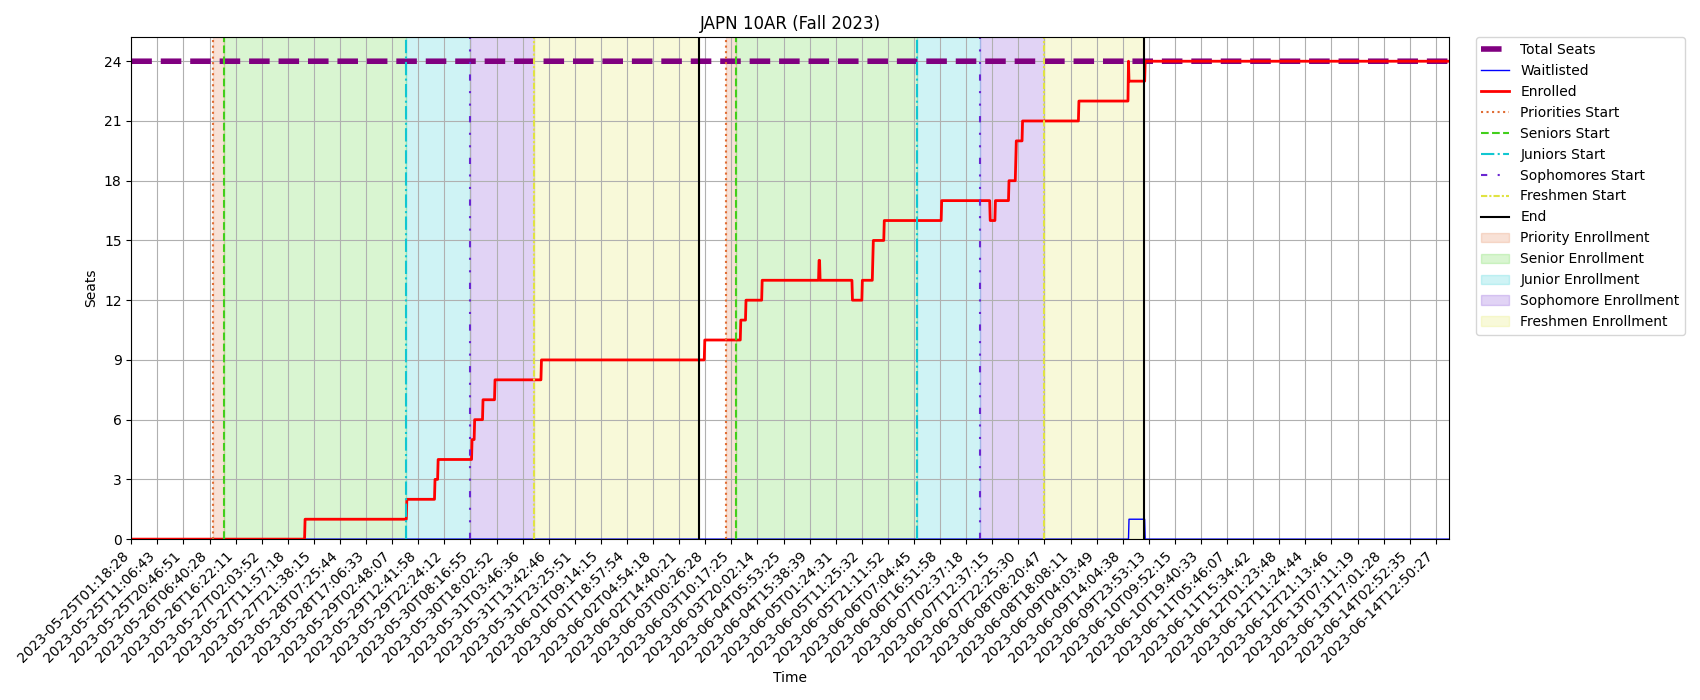 JAPN 10AR (Fall 2023)
Seats
24
21
18
15
12
9
6
3
0
2023-05-25T01:18:28
2023-05-25T11:06:43
2023-05-25T20:46:51
2023-05-26T06:40:28
2023-05-26T16:22:11
2023-05-27T02:03:52
2023-05-27T11:57:18
2023-05-27T21:38:15
2023-05-28T07:25:44
2023-05-28T17:06:33
2023-05-29T02:48:07
2023-05-29T12:41:58
2023-05-29T22:24:12
2023-05-30T08:16:55
2023-05-30T18:02:52
2023-05-31T03:46:36
2023-05-31T13:42:46
2023-05-31T23:25:51
2023-06-01T09:14:15
2023-06-01T18:57:54
2023-06-02T04:54:18
2023-06-02T14:40:21
2023-06-03T00:26:28
2023-06-03T10:17:25
2023-06-03T20:02:14
2023-06-04T05:53:25
2023-06-04T15:38:39
2023-06-05T01:24:31
2023-06-05T11:25:32
2023-06-05T21:11:52
2023-06-06T07:04:45
2023-06-06T16:51:58
2023-06-07T02:37:18
2023-06-07T12:37:15
2023-06-07T22:25:30
2023-06-08T08:20:47
2023-06-08T18:08:11
2023-06-09T04:03:49
2023-06-09T14:04:38
2023-06-09T23:53:13
2023-06-10T09:52:15
2023-06-10T19:40:33
2023-06-11T05:46:07
2023-06-11T15:34:42
2023-06-12T01:23:48
2023-06-12T11:24:44
2023-06-12T21:13:46
2023-06-13T07:11:19
2023-06-13T17:01:28
2023-06-14T02:52:35
2023-06-14T12:50:27
Time
Total Seats
Waitlisted
Enrolled
Priorities Start
Seniors Start
Juniors Start
Sophomores Start
Freshmen Start
End
Priority Enrollment
Senior Enrollment
Junior Enrollment
Sophomore Enrollment
Freshmen Enrollment